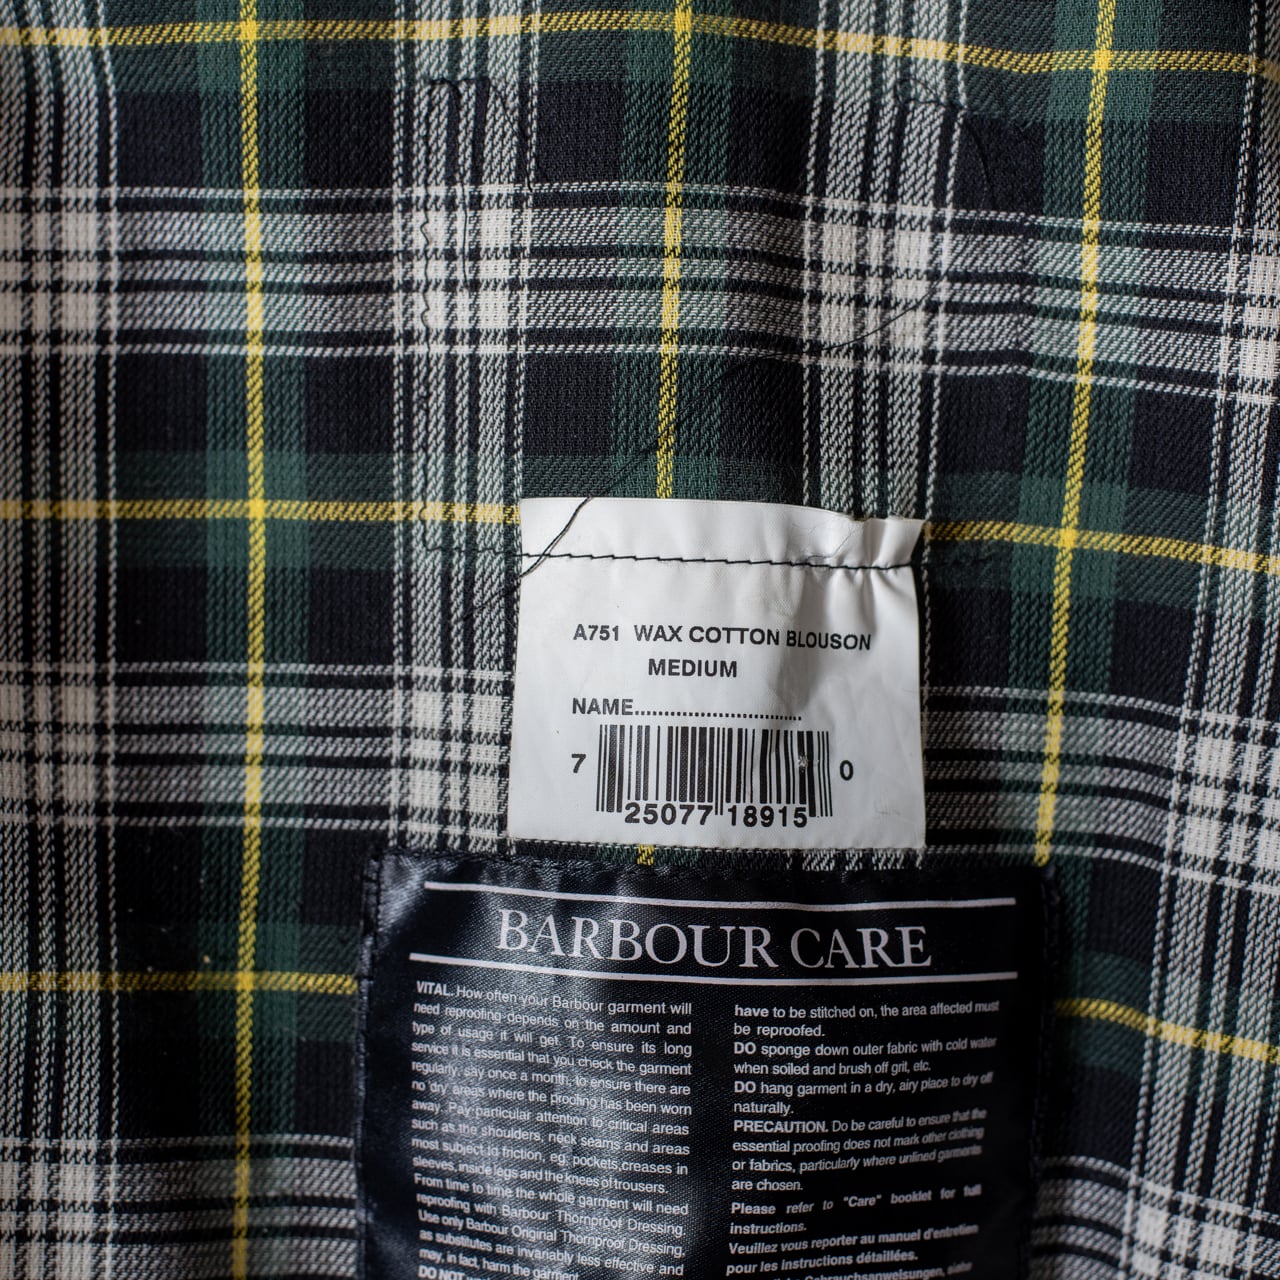 A751 WAX COTTON BLOUSON
MEDIUM
NAME.............................
7 25077 18915 0
BARBOUR CARE
VITAL. How often your Barbour garment will
need reproofing depends on the amount and
type of usage it will get. To ensure its long
service it is essential that you check the garment
regularly, say once a month, to ensure there are
no dry areas where the proofing has been worn
away. Pay particular attention to critical areas
such as the shoulders, neck seams and areas
most subject to friction, eg. pockets,creases in
sleeves, inside legs and the knees of trousers.
From time to time the whole garment will need
reproofing with Barbour Thornproof Dressing.
Use only Barbour Original Thornproof Dressing,
as substitutes are invariably less effective and
may, in fact, harm the garment.
DO NOT
have to be stitched on, the area affected must
be reproofed.
DO sponge down outer fabric with cold water
when soiled and brush off grit, etc.
DO hang garment in a dry, airy place to dry off
naturally.
PRECAUTION. Do be careful to ensure that the
essential proofing does not mark other clothing
or fabrics, particularly where unlined garments
are chosen.
Please refer to "Care" booklet for full
instructions.
Veuillez vous reporter au manuel d'entretien
pour les instructions détaillées.
Gebrauchsanweisungen, siehe